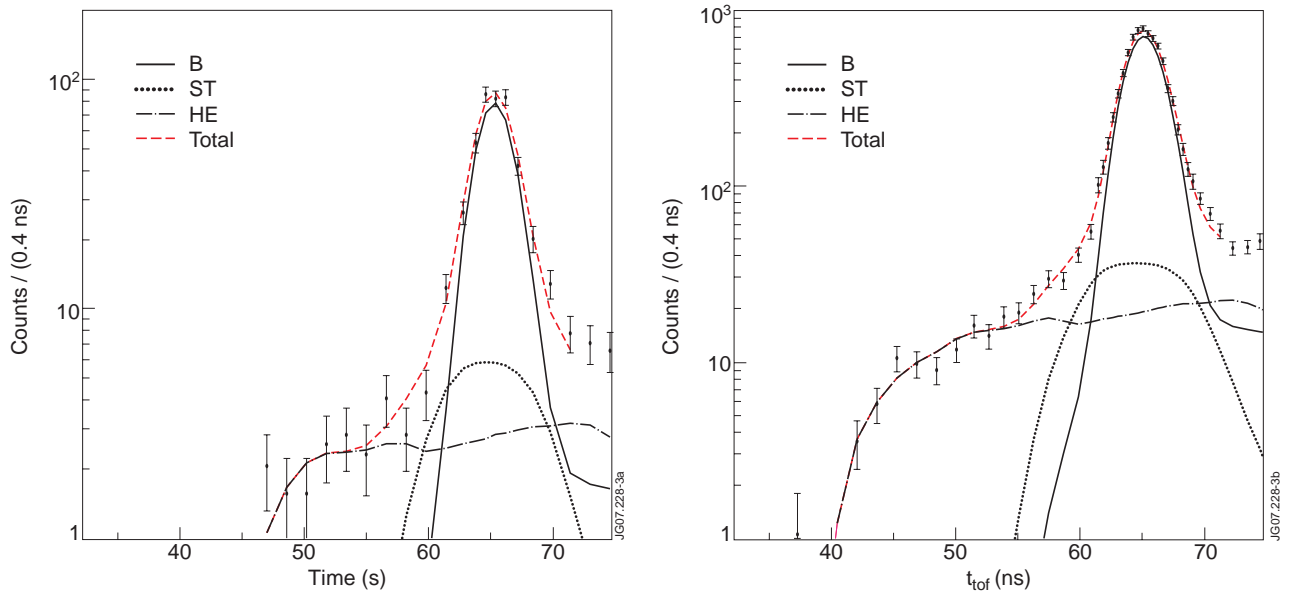 10²
10
1
Counts / (0.4 ns)
B
ST
HE
Total
40 50 60 70
Time (s)
JG07.228-3a
10³
10²
10
1
Counts / (0.4 ns)
B
ST
HE
Total
40 50 60 70
t_tof (ns)
JG07.228-3b